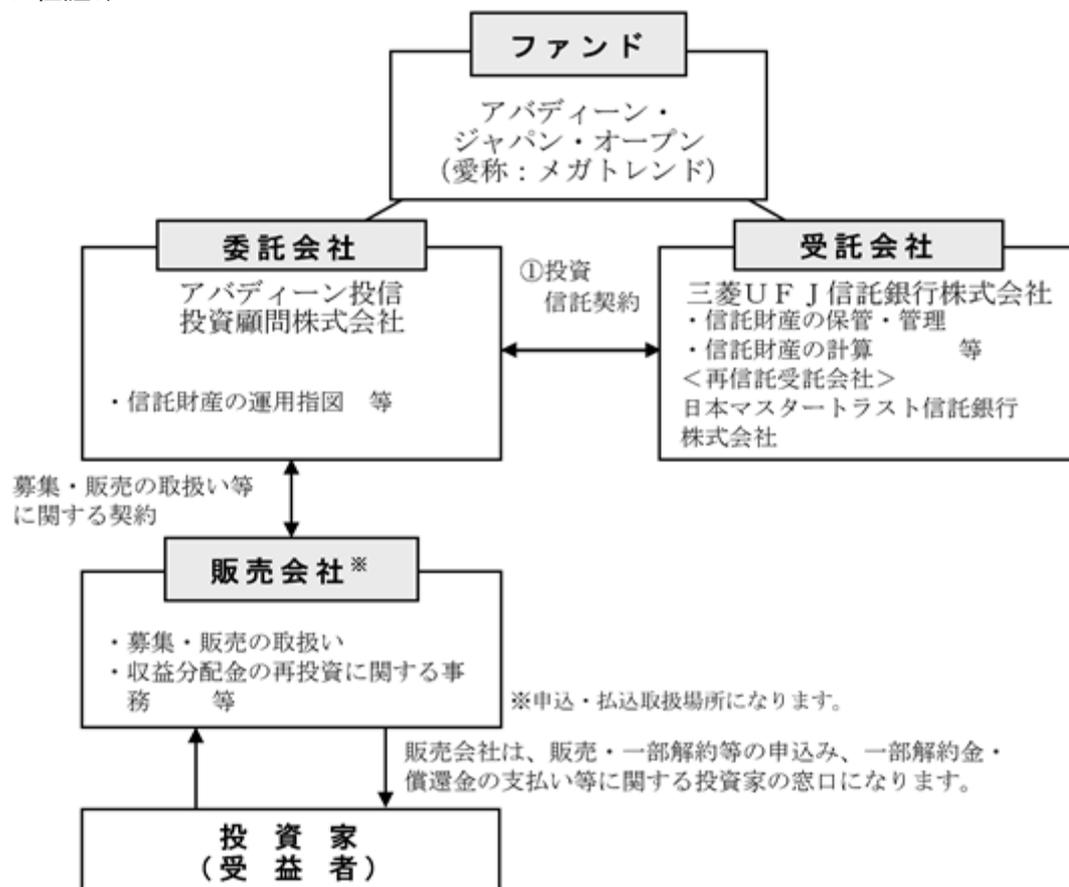 ファンド
アバディーン・
ジャパン・オープン
(愛称:メガトレンド)
委託会社
アバディーン投信
投資顧問株式会社
・信託財産の運用指図 等
①投資
信託契約
受託会社
三菱UFJ信託銀行株式会社
・信託財産の保管・管理
・信託財産の計算 等
<再信託受託会社>
日本マスタートラスト信託銀行
株式会社
募集・販売の取扱い等
に関する契約
販売会社※
・募集・販売の取扱い
・収益分配金の再投資に関する事
務 等
※申込・払込取扱場所になります。
販売会社は、販売・一部解約等の申込み、一部解約金・
償還金の支払い等に関する投資家の窓口になります。
投 資 家
(受 益 者)